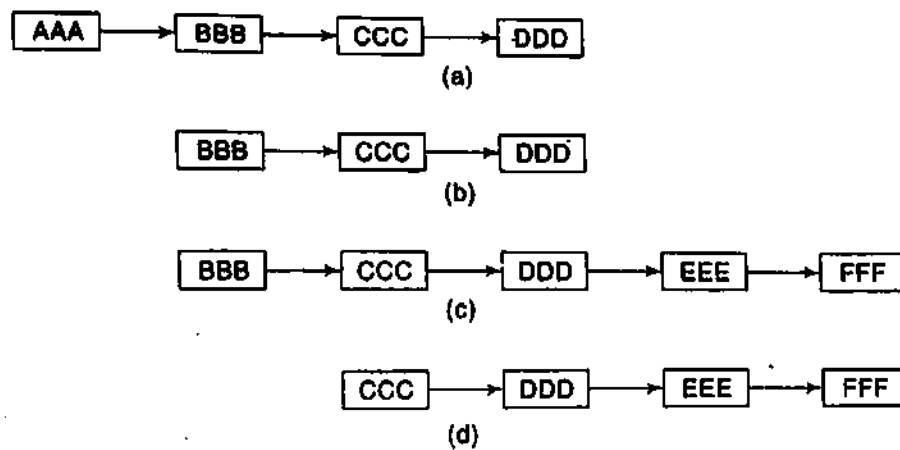 AAA BBB CCC DDD
(a)
BBB CCC DDD
(b)
BBB CCC DDD EEE FFF
(c)
CCC DDD EEE FFF
(d)